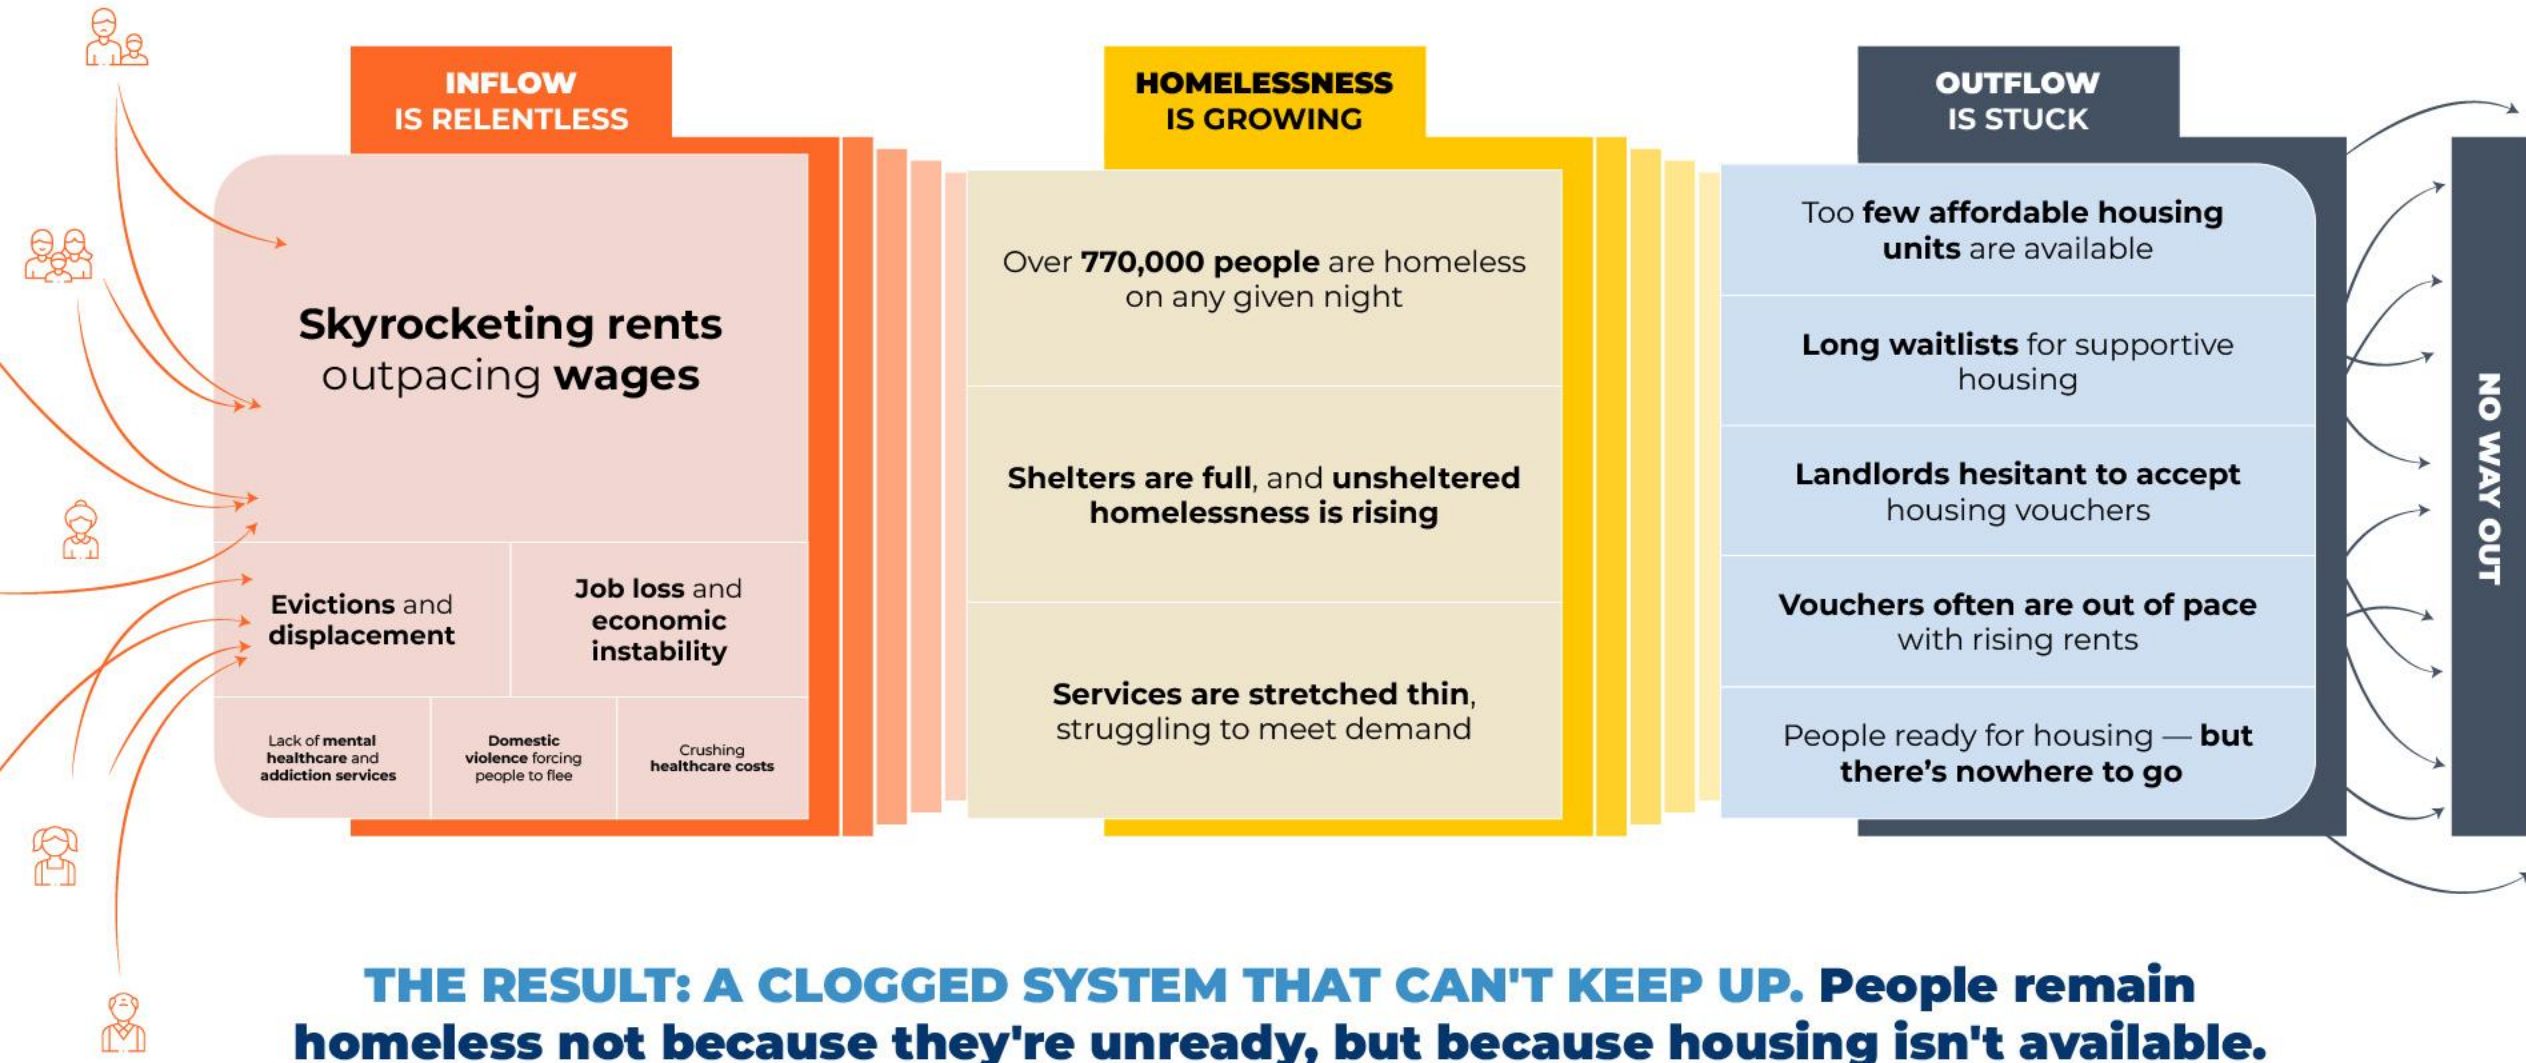 INFLOW
IS RELENTLESS
Skyrocketing rents
outpacing wages
Evictions and
displacement
Job loss and
economic
instability
Lack of mental
healthcare and
addiction services
Domestic
violence forcing
people to flee
Crushing
healthcare costs
HOMELESSNESS
IS GROWING
Over 770,000 people are homeless
on any given night
Shelters are full, and unsheltered
homelessness is rising
Services are stretched thin,
struggling to meet demand
OUTFLOW
IS STUCK
Too few affordable housing
units are available
Long waitlists for supportive
housing
Landlords hesitant to accept
housing vouchers
Vouchers often are out of pace
with rising rents
People ready for housing — but
there's nowhere to go
NO WAY OUT
THE RESULT: A CLOGGED SYSTEM THAT CAN'T KEEP UP. People remain
homeless not because they're unready, but because housing isn't available.